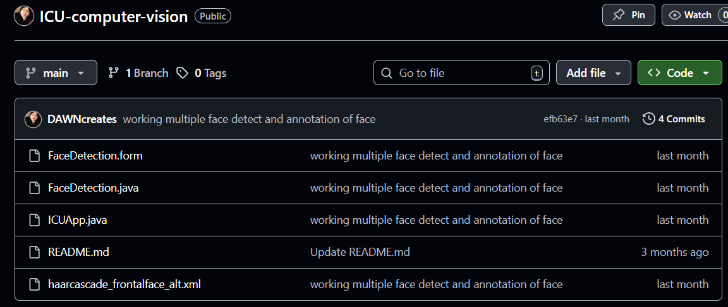 ICU-computer-vision Public Pin Watch 0
main 1 Branch 0 Tags Go to file t Add file Code
DAWNcreates working multiple face detect and annotation of face efb63e7 · last month 4 Commits
FaceDetection.form working multiple face detect and annotation of face last month
FaceDetection.java working multiple face detect and annotation of face last month
ICUApp.java working multiple face detect and annotation of face last month
README.md Update README.md 3 months ago
haarcascade_frontalface_alt.xml working multiple face detect and annotation of face last month